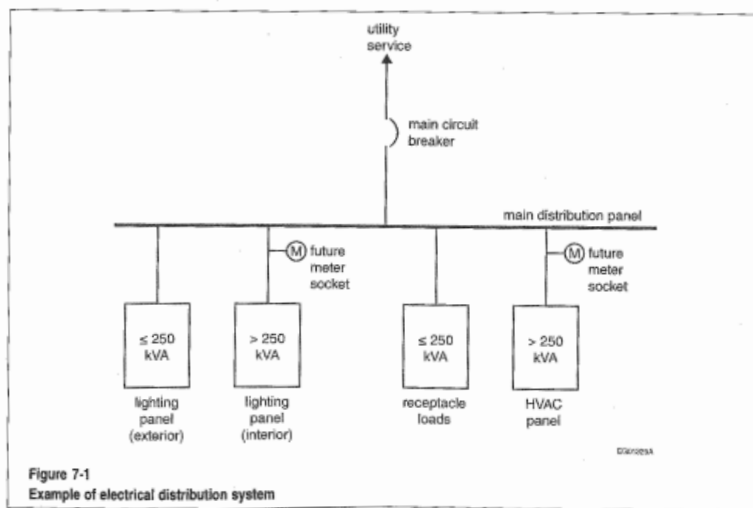 utility
service
main circuit
breaker
main distribution panel
M future
meter
socket
M future
meter
socket
≤ 250
kVA
> 250
kVA
≤ 250
kVA
> 250
kVA
lighting
panel
(exterior)
lighting
panel
(interior)
receptacle
loads
HVAC
panel
Figure 7-1
Example of electrical distribution system